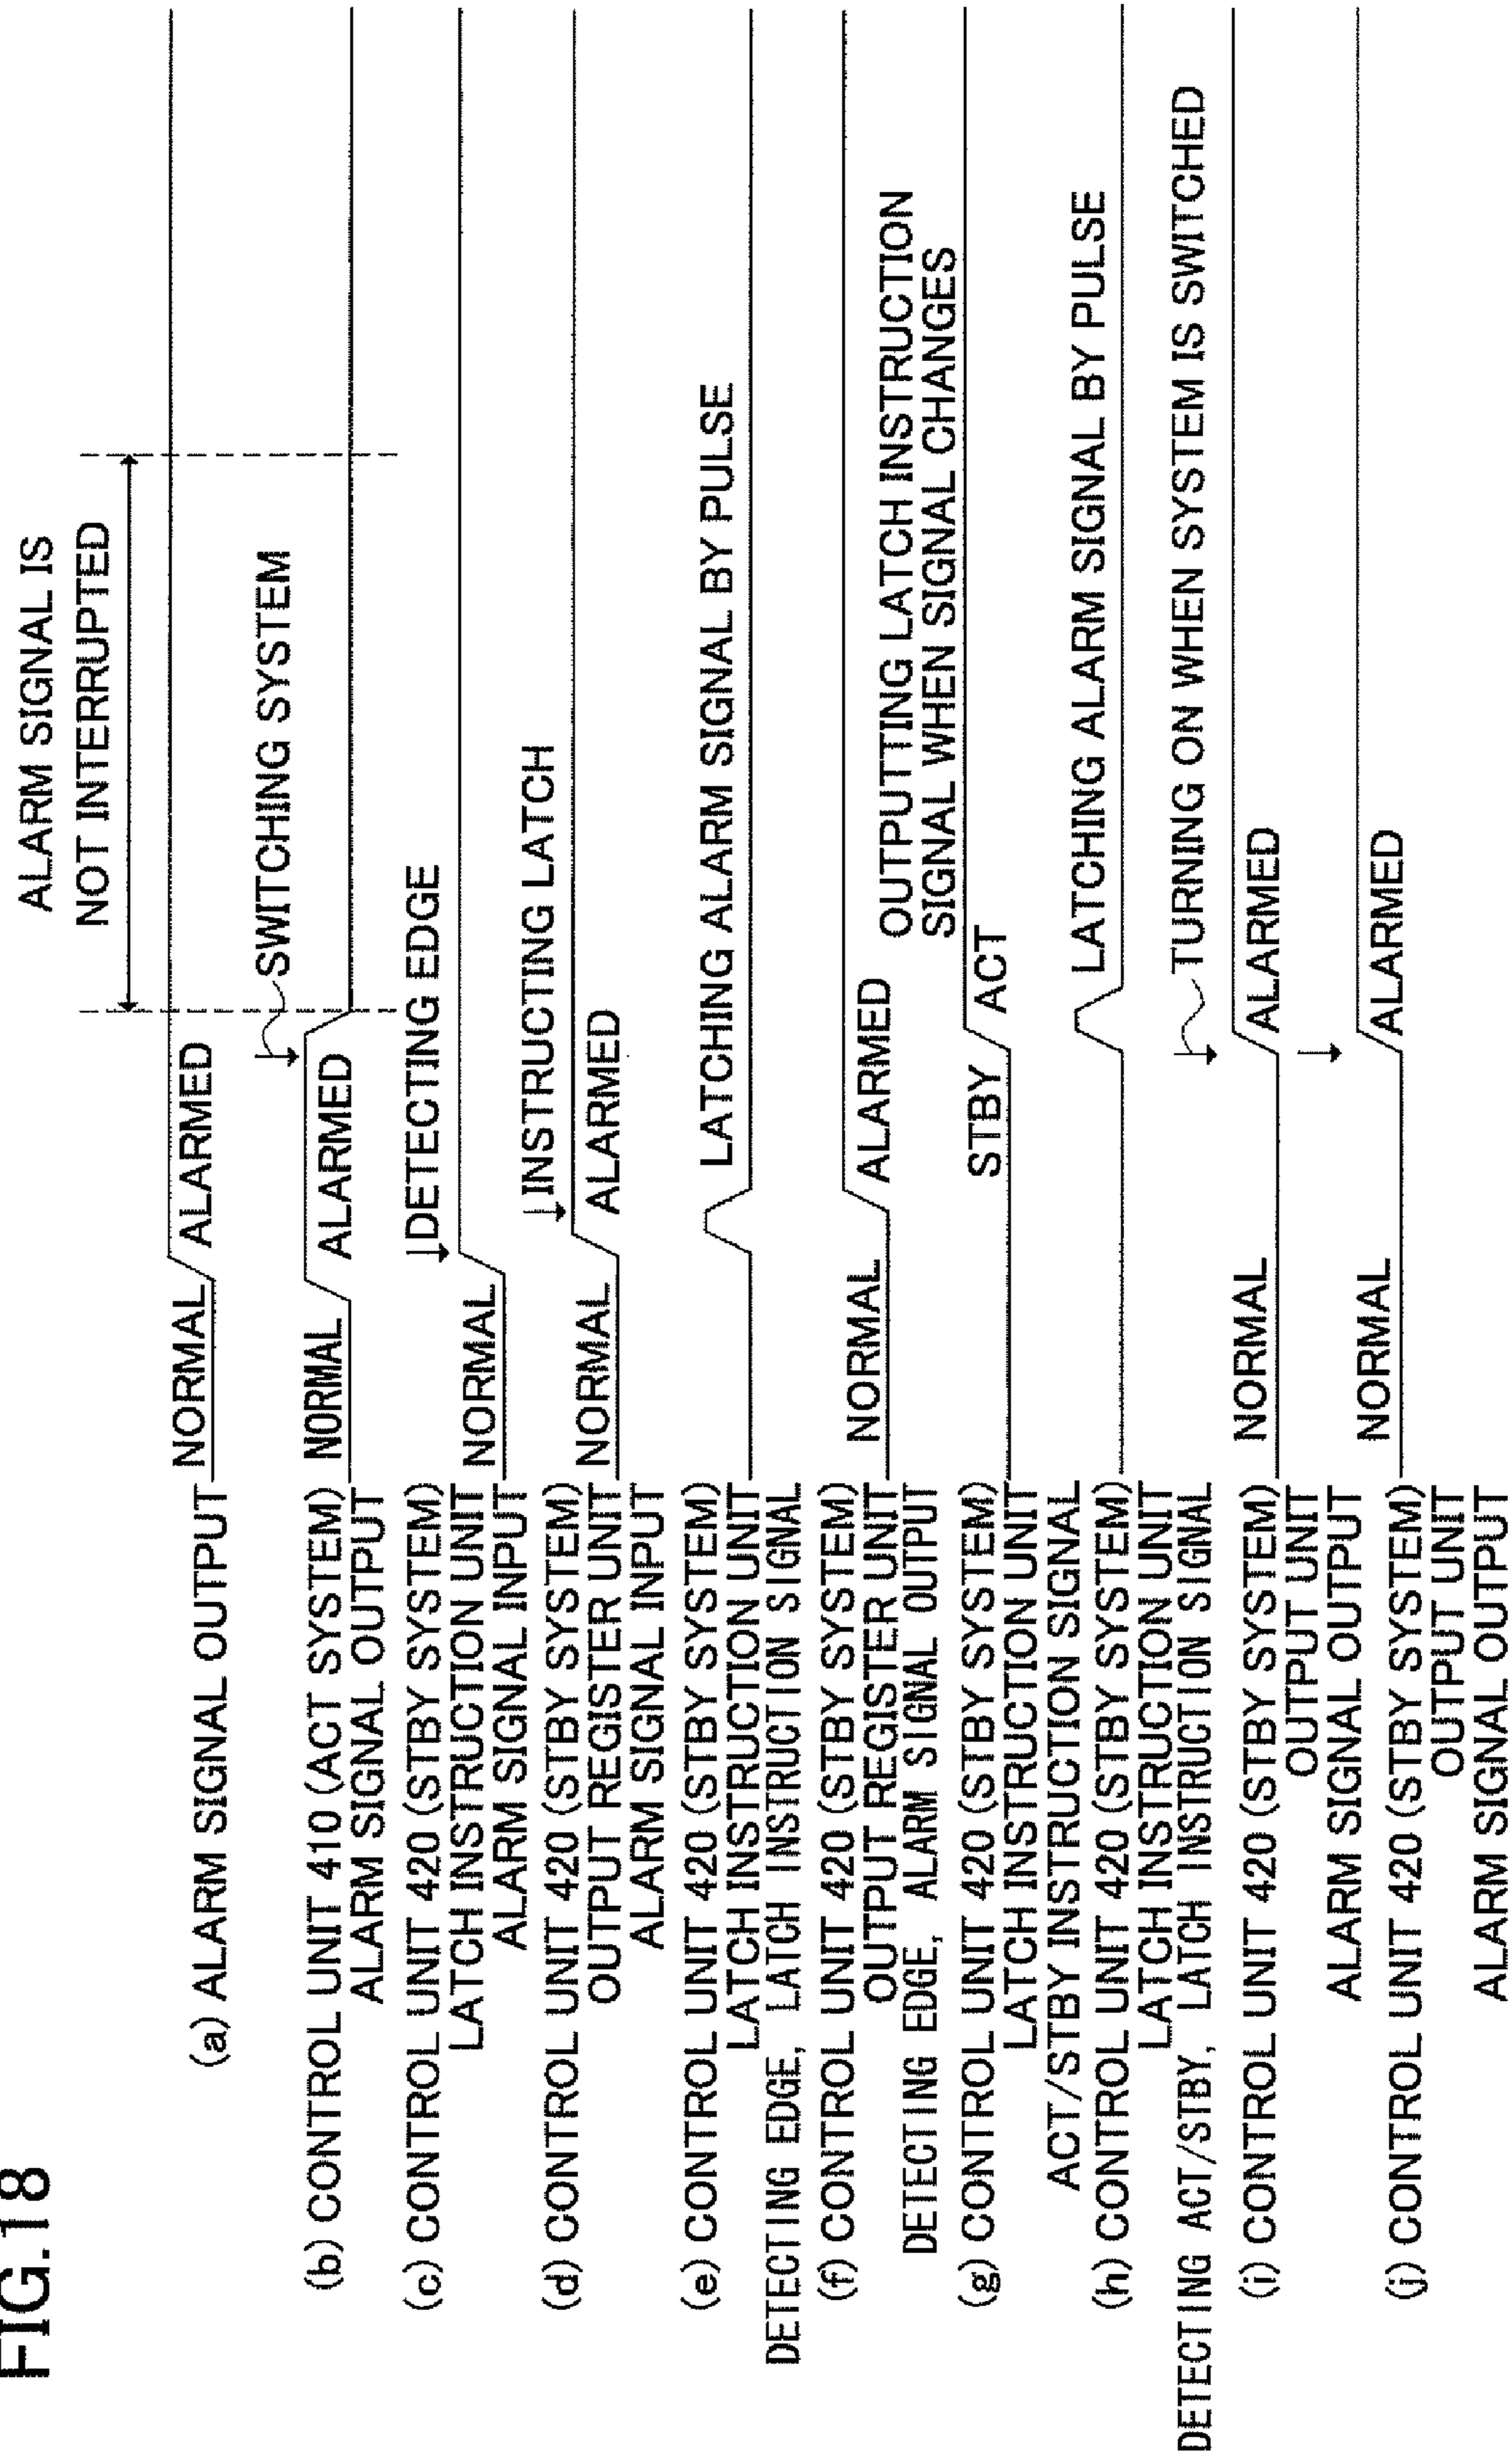 FIG.18
ALARM SIGNAL IS
NOT INTERRUPTED
(a) ALARM SIGNAL OUTPUT
NORMAL
ALARMED
SWITCHING SYSTEM
(b) CONTROL UNIT 410 (ACT SYSTEM)
ALARM SIGNAL OUTPUT
NORMAL
ALARMED
DETECTING EDGE
(c) CONTROL UNIT 420 (STBY SYSTEM)
LATCH INSTRUCTION UNIT
ALARM SIGNAL INPUT
NORMAL
INSTRUCTING LATCH
(d) CONTROL UNIT 420 (STBY SYSTEM)
OUTPUT REGISTER UNIT
ALARM SIGNAL INPUT
NORMAL
ALARMED
(e) CONTROL UNIT 420 (STBY SYSTEM)
LATCH INSTRUCTION UNIT
DETECTING EDGE, LATCH INSTRUCTION SIGNAL
LATCHING ALARM SIGNAL BY PULSE
(f) CONTROL UNIT 420 (STBY SYSTEM)
OUTPUT REGISTER UNIT
DETECTING EDGE, ALARM SIGNAL OUTPUT
NORMAL
ALARMED
OUTPUTTING LATCH INSTRUCTION
SIGNAL WHEN SIGNAL CHANGES
(g) CONTROL UNIT 420 (STBY SYSTEM)
LATCH INSTRUCTION UNIT
ACT/STBY INSTRUCTION SIGNAL
STBY
ACT
(h) CONTROL UNIT 420 (STBY SYSTEM)
LATCH INSTRUCTION UNIT
DETECTING ACT/STBY, LATCH INSTRUCTION SIGNAL
LATCHING ALARM SIGNAL BY PULSE
TURNING ON WHEN SYSTEM IS SWITCHED
(i) CONTROL UNIT 420 (STBY SYSTEM)
OUTPUT UNIT
ALARM SIGNAL OUTPUT
NORMAL
ALARMED
(j) CONTROL UNIT 420 (STBY SYSTEM)
OUTPUT UNIT
ALARM SIGNAL OUTPUT
NORMAL
ALARMED